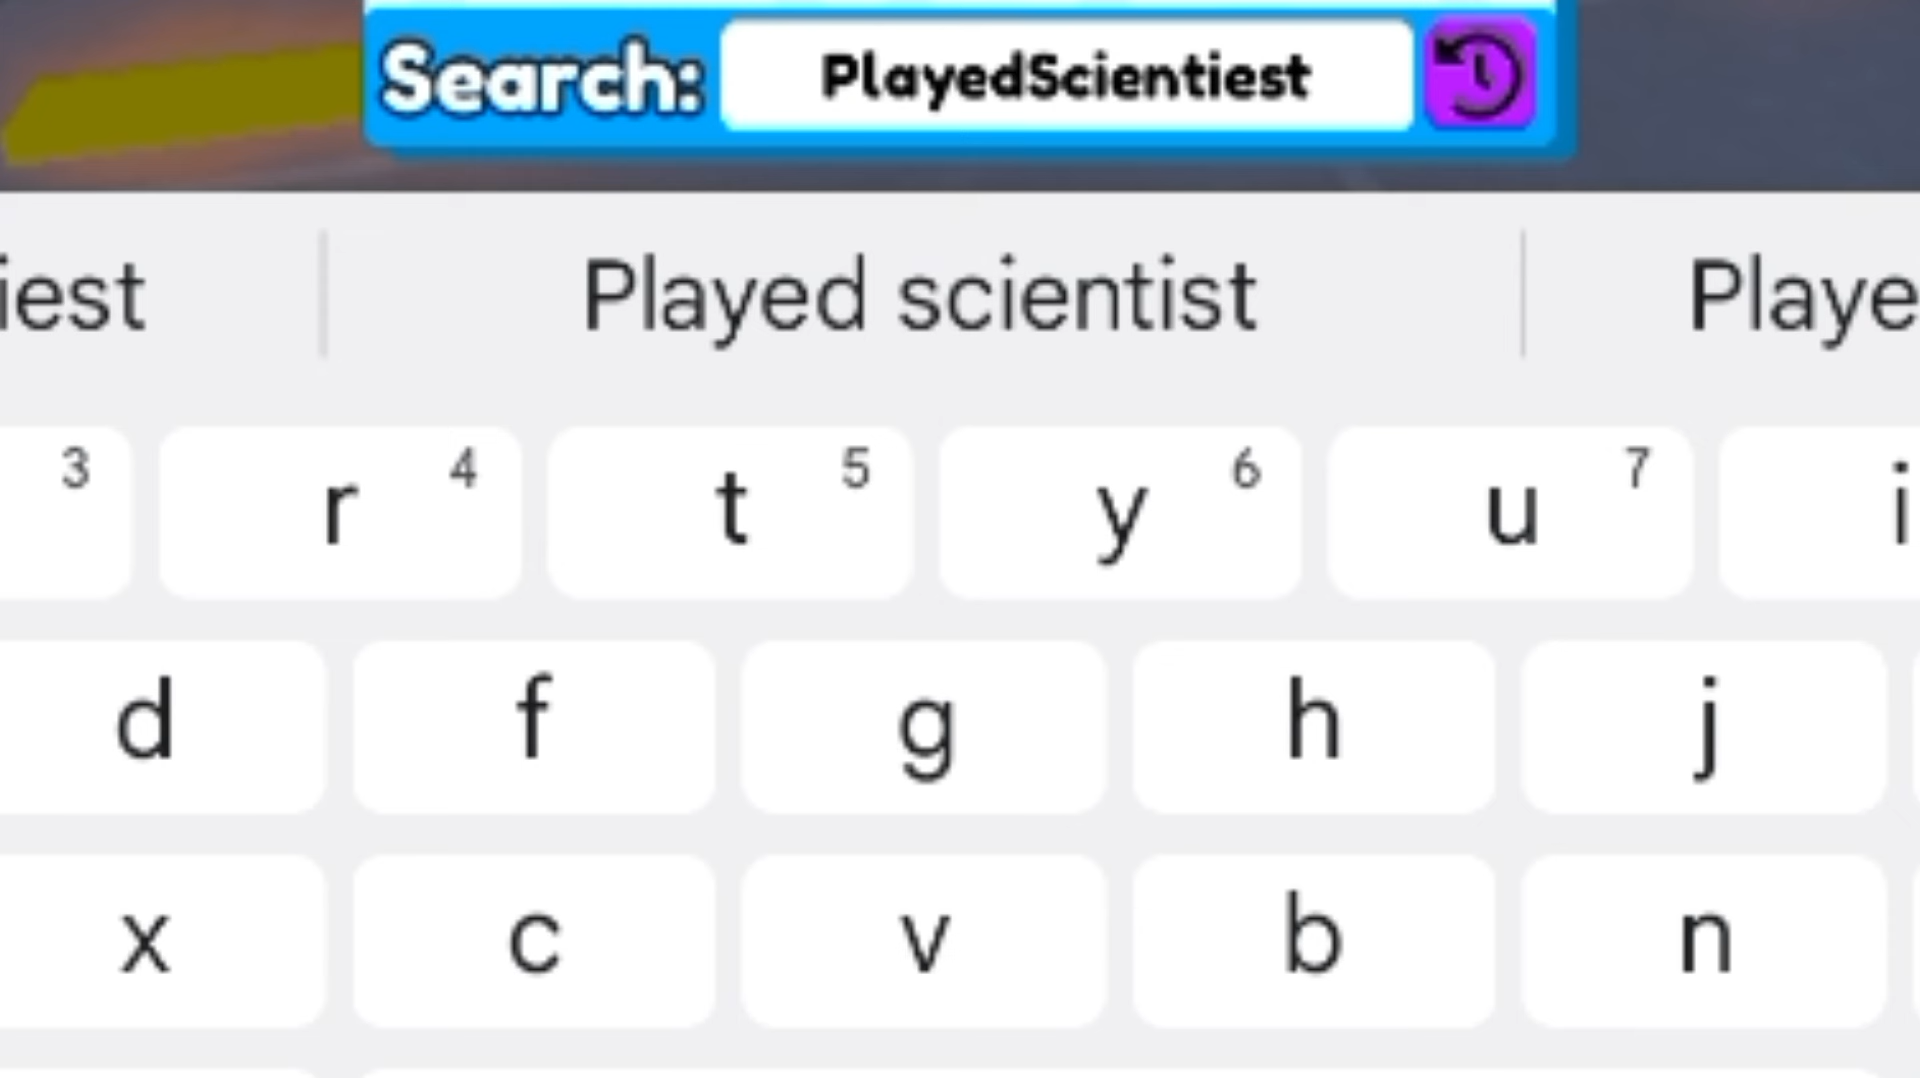 Search: PlayedScientiest
iest Played scientist Playe
3 r 4 t 5 y 6 u 7 i
d f g h j
x c v b n